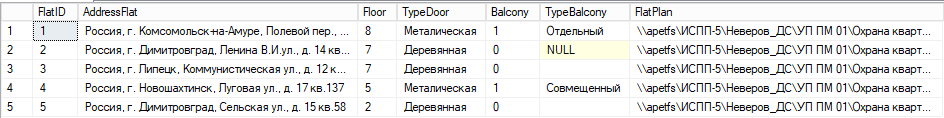 FlatID AddressFlat Floor TypeDoor Balcony TypeBalcony FlatPlan
1 1 Россия, г. Комсомольск-на-Амуре, Полевой пер., ... 8 Металическая 1 Отдельный \\apetfs\ИСПП-5\Неверов_ДС\УП ПМ 01\Охрана кварт...
2 2 Россия, г. Димитровград, Ленина В.И.ул., д. 14 кв... 7 Деревянная 0 NULL \\apetfs\ИСПП-5\Неверов_ДС\УП ПМ 01\Охрана кварт...
3 3 Россия, г. Липецк, Коммунистическая ул., д. 12 к... 7 Деревянная 0 \\apetfs\ИСПП-5\Неверов_ДС\УП ПМ 01\Охрана кварт...
4 4 Россия, г. Новошахтинск, Луговая ул., д. 17 кв.137 5 Металическая 1 Совмещенный \\apetfs\ИСПП-5\Неверов_ДС\УП ПМ 01\Охрана кварт...
5 5 Россия, г. Димитровград, Сельская ул., д. 15 кв.58 2 Деревянная 0 \\apetfs\ИСПП-5\Неверов_ДС\УП ПМ 01\Охрана кварт...